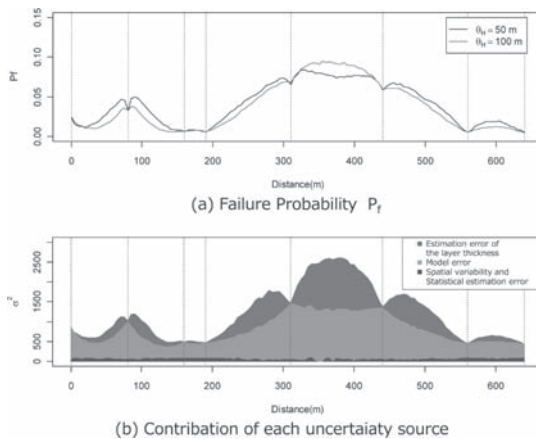 0.15
0.10
0.05
0.00
Pf
θH = 50 m
θH = 100 m
0 100 200 300 400 500 600
Distance(m)
(a) Failure Probability Pf
2500
1500
500
0
σ²
Estimation error of
the layer thickness
Model error
Spatial variability and
Statistical estimation error
0 100 200 300 400 500 600
Distance(m)
(b) Contribution of each uncertaiaty source